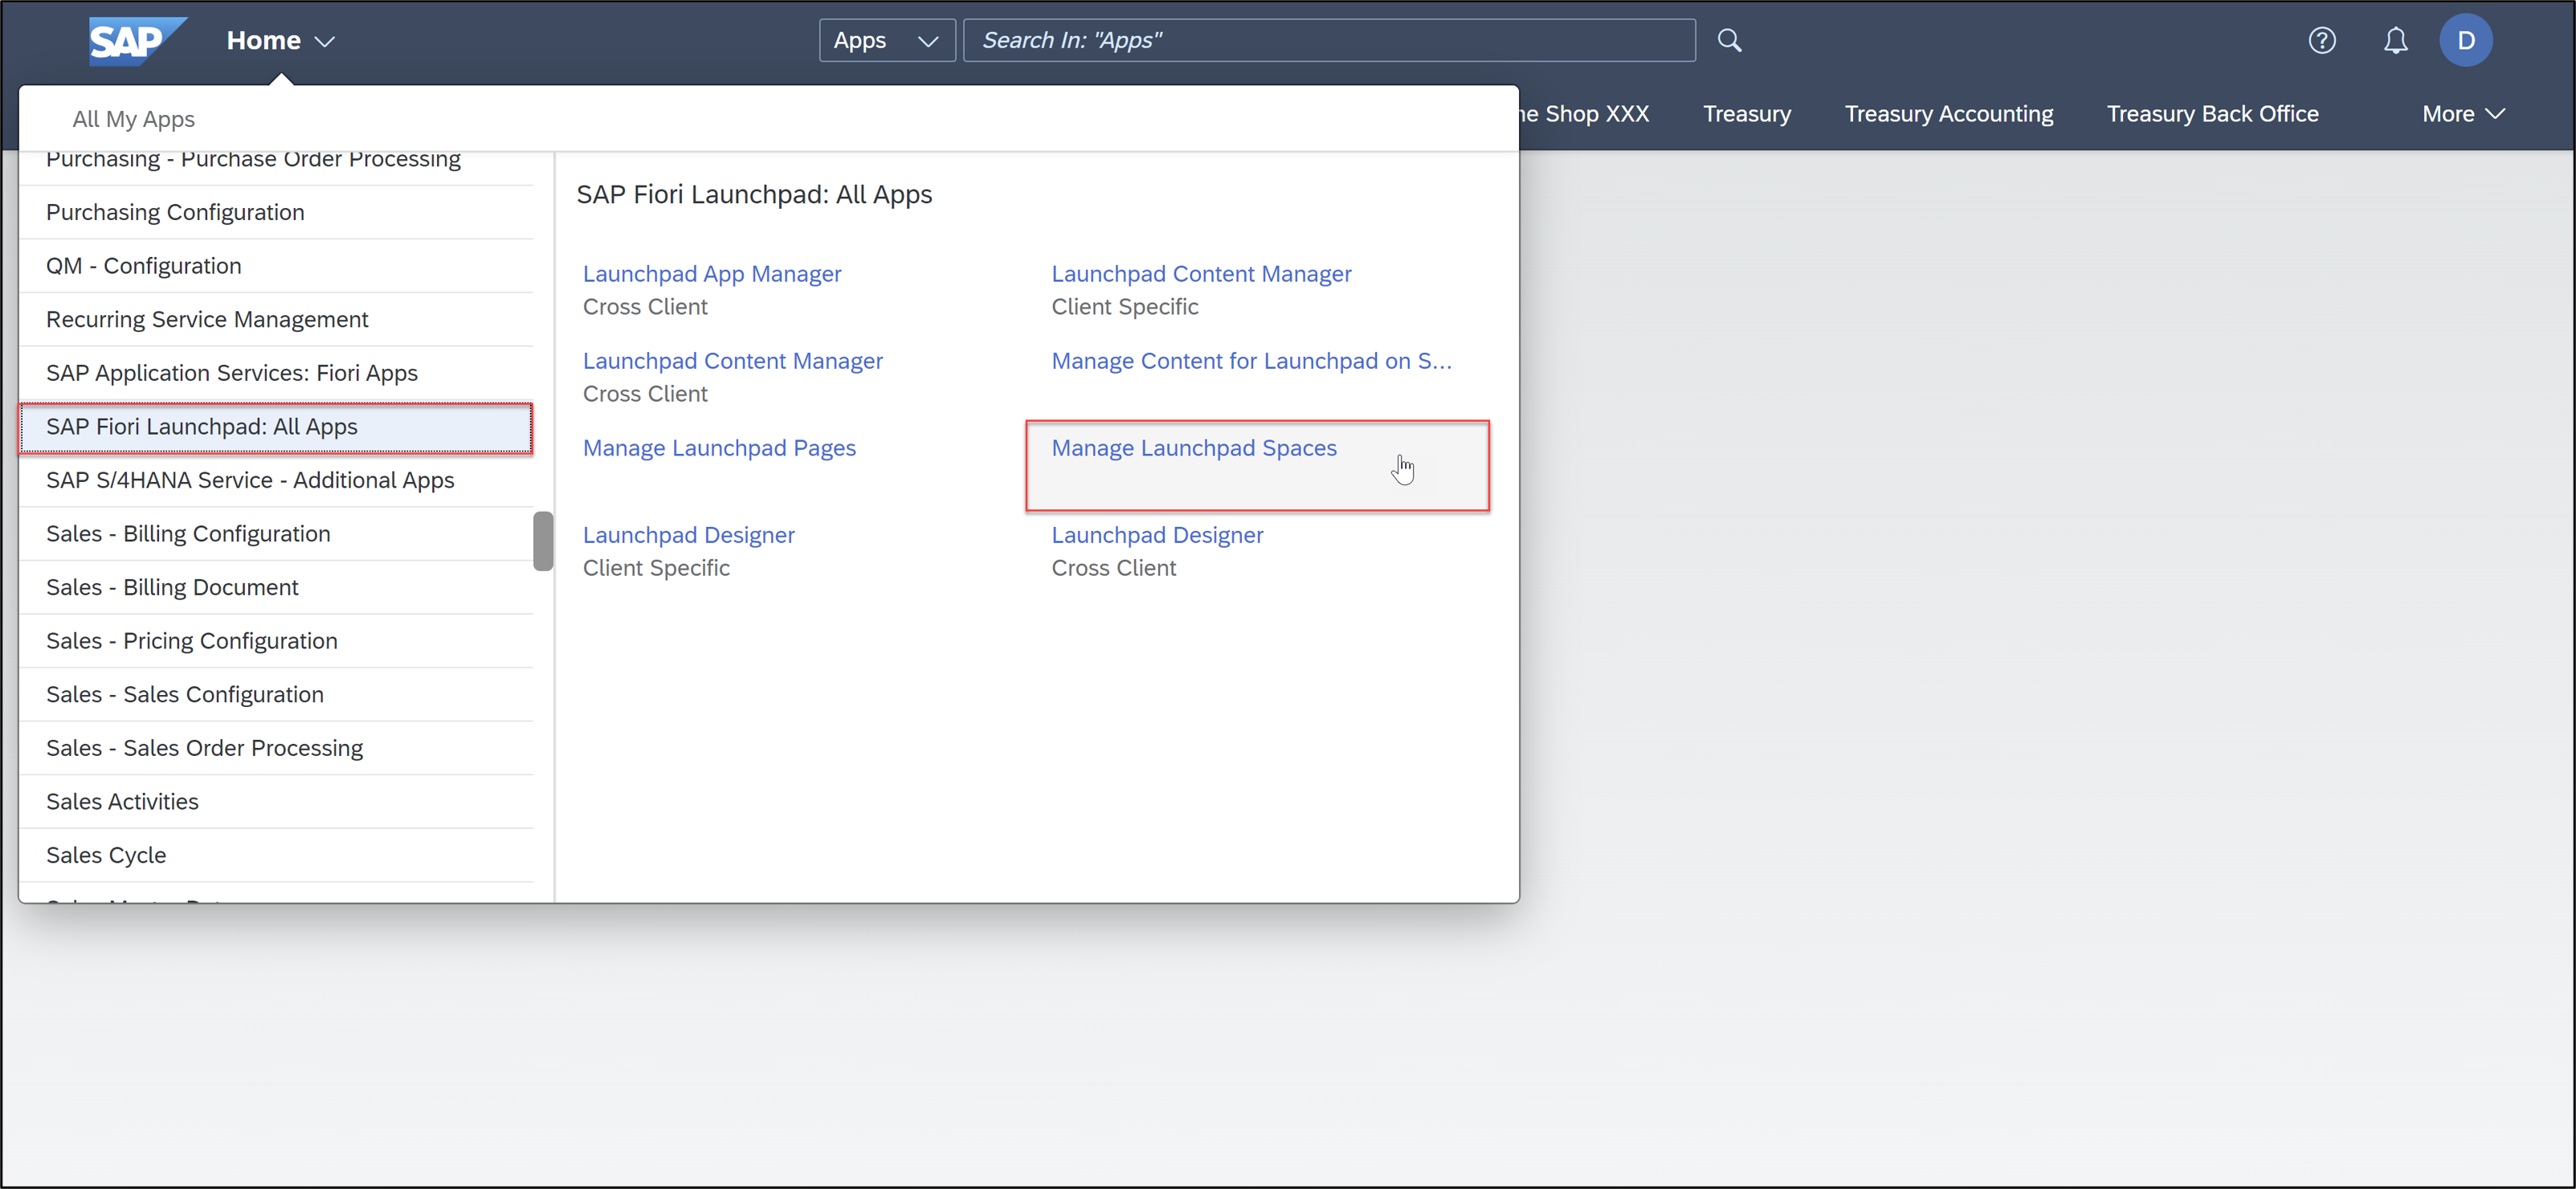 SAP
Home
Apps
Search In: "Apps"
D
All My Apps
Shop XXX
Treasury
Treasury Accounting
Treasury Back Office
More
Purchasing - Purchase Order Processing
Purchasing Configuration
QM - Configuration
Recurring Service Management
SAP Application Services: Fiori Apps
SAP Fiori Launchpad: All Apps
SAP S/4HANA Service - Additional Apps
Sales - Billing Configuration
Sales - Billing Document
Sales - Pricing Configuration
Sales - Sales Configuration
Sales - Sales Order Processing
Sales Activities
Sales Cycle
SAP Fiori Launchpad: All Apps
Launchpad App Manager
Cross Client
Launchpad Content Manager
Client Specific
Launchpad Content Manager
Cross Client
Manage Content for Launchpad on S...
Manage Launchpad Pages
Manage Launchpad Spaces
Launchpad Designer
Client Specific
Launchpad Designer
Cross Client